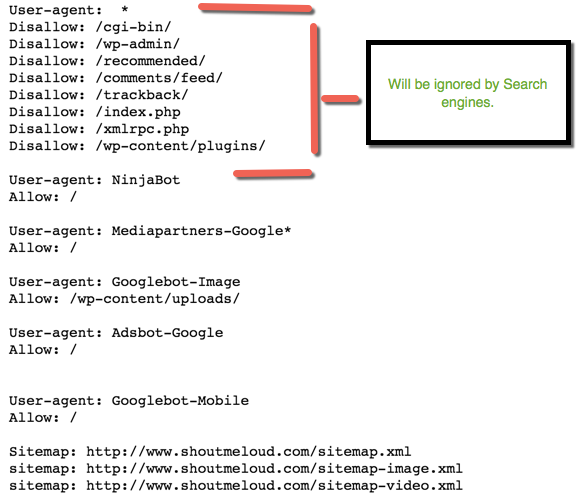 User-agent:  *
Disallow: /cgi-bin/
Disallow: /wp-admin/
Disallow: /recommended/
Disallow: /comments/feed/
Disallow: /trackback/
Disallow: /index.php
Disallow: /xmlrpc.php
Disallow: /wp-content/plugins/
Will be ignored by Search
engines.
User-agent: NinjaBot
Allow: /
User-agent: Mediapartners-Google*
Allow: /
User-agent: Googlebot-Image
Allow: /wp-content/uploads/
User-agent: Adsbot-Google
Allow: /
User-agent: Googlebot-Mobile
Allow: /
Sitemap: http://www.shoutmeloud.com/sitemap.xml
sitemap: http://www.shoutmeloud.com/sitemap-image.xml
sitemap: http://www.shoutmeloud.com/sitemap-video.xml